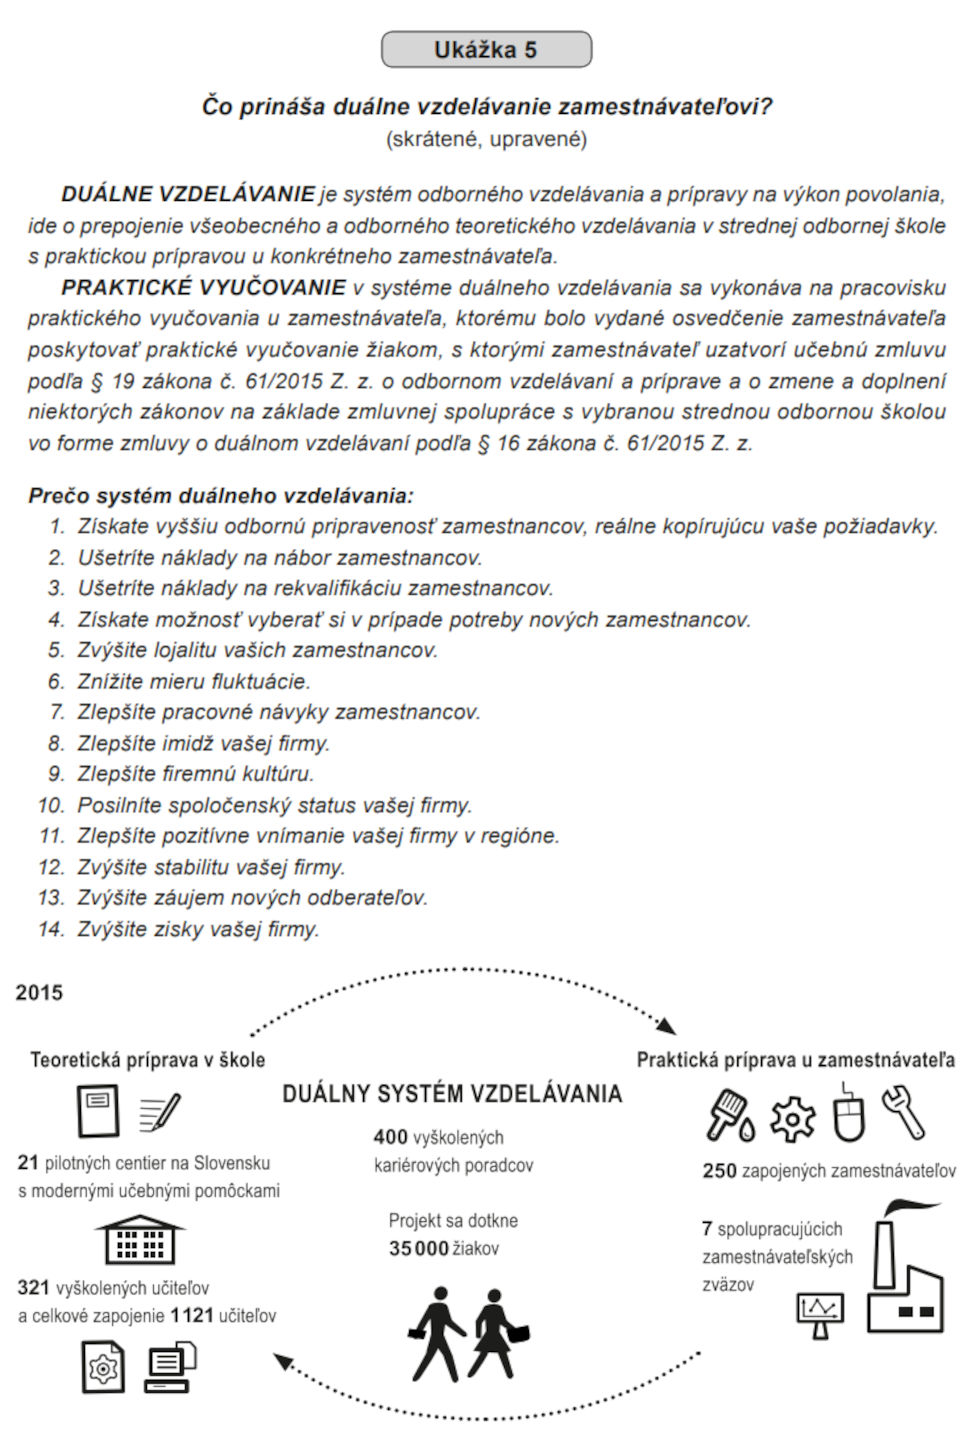 Ukážka 5
Čo prináša duálne vzdelávanie zamestnávateľovi?
(skrátené, upravené)
DUÁLNE VZDELÁVANIE je systém odborného vzdelávania a prípravy na výkon povolania,
ide o prepojenie všeobecného a odborného teoretického vzdelávania v strednej odbornej škole
s praktickou prípravou u konkrétneho zamestnávateľa.
PRAKTICKÉ VYUČOVANIE v systéme duálneho vzdelávania sa vykonáva na pracovisku
praktického vyučovania u zamestnávateľa, ktorému bolo vydané osvedčenie zamestnávateľa
poskytovať praktické vyučovanie žiakom, s ktorými zamestnávateľ uzatvorí učebnú zmluvu
podľa § 19 zákona č. 61/2015 Z. z. o odbornom vzdelávaní a príprave a o zmene a doplnení
niektorých zákonov na základe zmluvnej spolupráce s vybranou strednou odbornou školou
vo forme zmluvy o duálnom vzdelávaní podľa § 16 zákona č. 61/2015 Z. z.
Prečo systém duálneho vzdelávania:
1. Získate vyššiu odbornú pripravenosť zamestnancov, reálne kopírujúcu vaše požiadavky.
2. Ušetríte náklady na nábor zamestnancov.
3. Ušetríte náklady na rekvalifikáciu zamestnancov.
4. Získate možnosť vyberať si v prípade potreby nových zamestnancov.
5. Zvýšite lojalitu vašich zamestnancov.
6. Znížite mieru fluktuácie.
7. Zlepšíte pracovné návyky zamestnancov.
8. Zlepšíte imidž vašej firmy.
9. Zlepšíte firemnú kultúru.
10. Posilníte spoločenský status vašej firmy.
11. Zlepšíte pozitívne vnímanie vašej firmy v regióne.
12. Zvýšite stabilitu vašej firmy.
13. Zvýšite záujem nových odberateľov.
14. Zvýšite zisky vašej firmy.
2015
Teoretická príprava v škole
21 pilotných centier na Slovensku
s modernými učebnými pomôckami
321 vyškolených učiteľov
a celkové zapojenie 1 121 učiteľov
DUÁLNY SYSTÉM VZDELÁVANIA
400 vyškolených
kariérových poradcov
Projekt sa dotkne
35 000 žiakov
Praktická príprava u zamestnávateľa
250 zapojených zamestnávateľov
7 spolupracujúcich
zamestnávateľských
zväzov